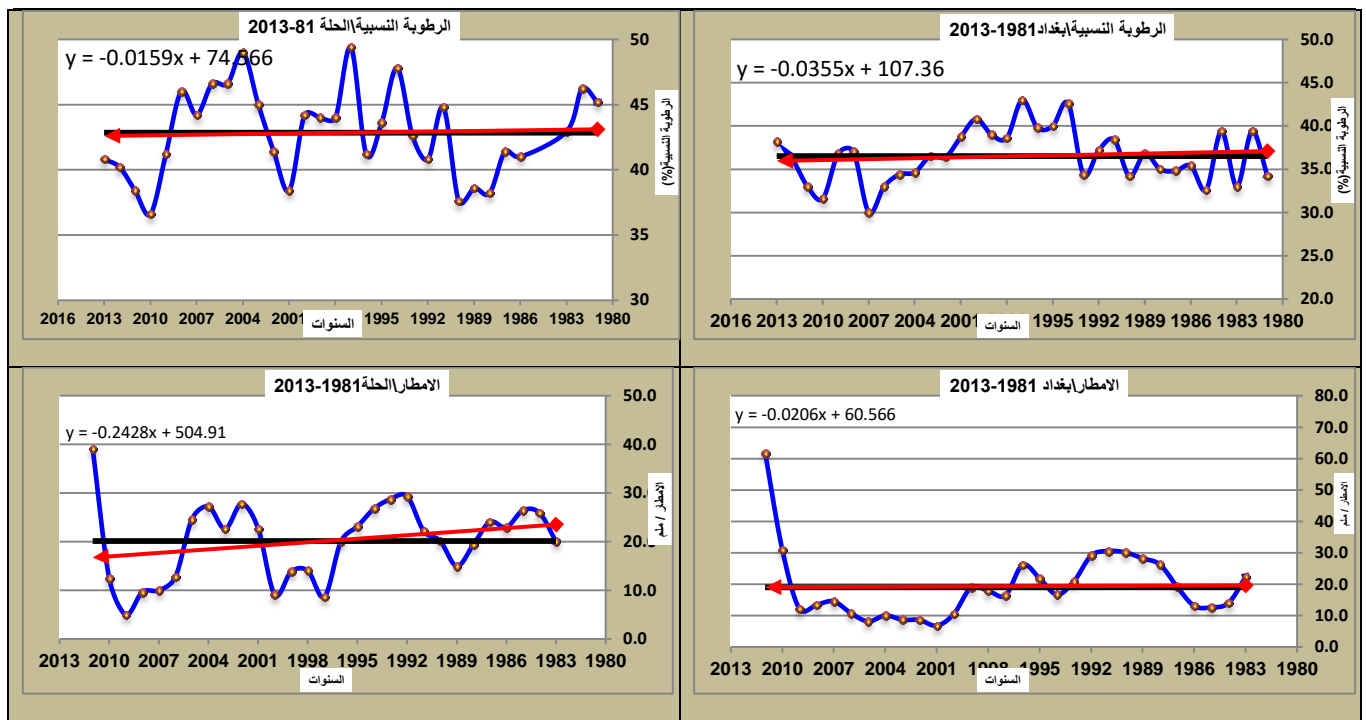 الرطوبة النسبية\بغداد1981-2013
y = -0.0355x + 107.36
50.0
45.0
40.0
35.0
30.0
25.0
20.0
الرطوبة النسبية(%)
2016 2013 2010 2007 2004 2001 1995 1992 1989 1986 1983 1980
السنوات
الرطوبة النسبية\الحلة 81-2013
y = -0.0159x + 74.566
50
45
40
35
30
الرطوبة النسبية(%)
2016 2013 2010 2007 2004 2001 1995 1992 1989 1986 1983 1980
السنوات
الامطار\بغداد 1981-2013
y = -0.0206x + 60.566
80.0
70.0
60.0
50.0
40.0
30.0
20.0
10.0
0.0
الامطار / ملم
2013 2010 2007 2004 2001 1998 1995 1992 1989 1986 1983 1980
السنوات
الامطار\الحلة1981-2013
y = -0.2428x + 504.91
50.0
40.0
30.0
20.0
10.0
0.0
الامطار / ملم
2013 2010 2007 2004 2001 1998 1995 1992 1989 1986 1983 1980
السنوات